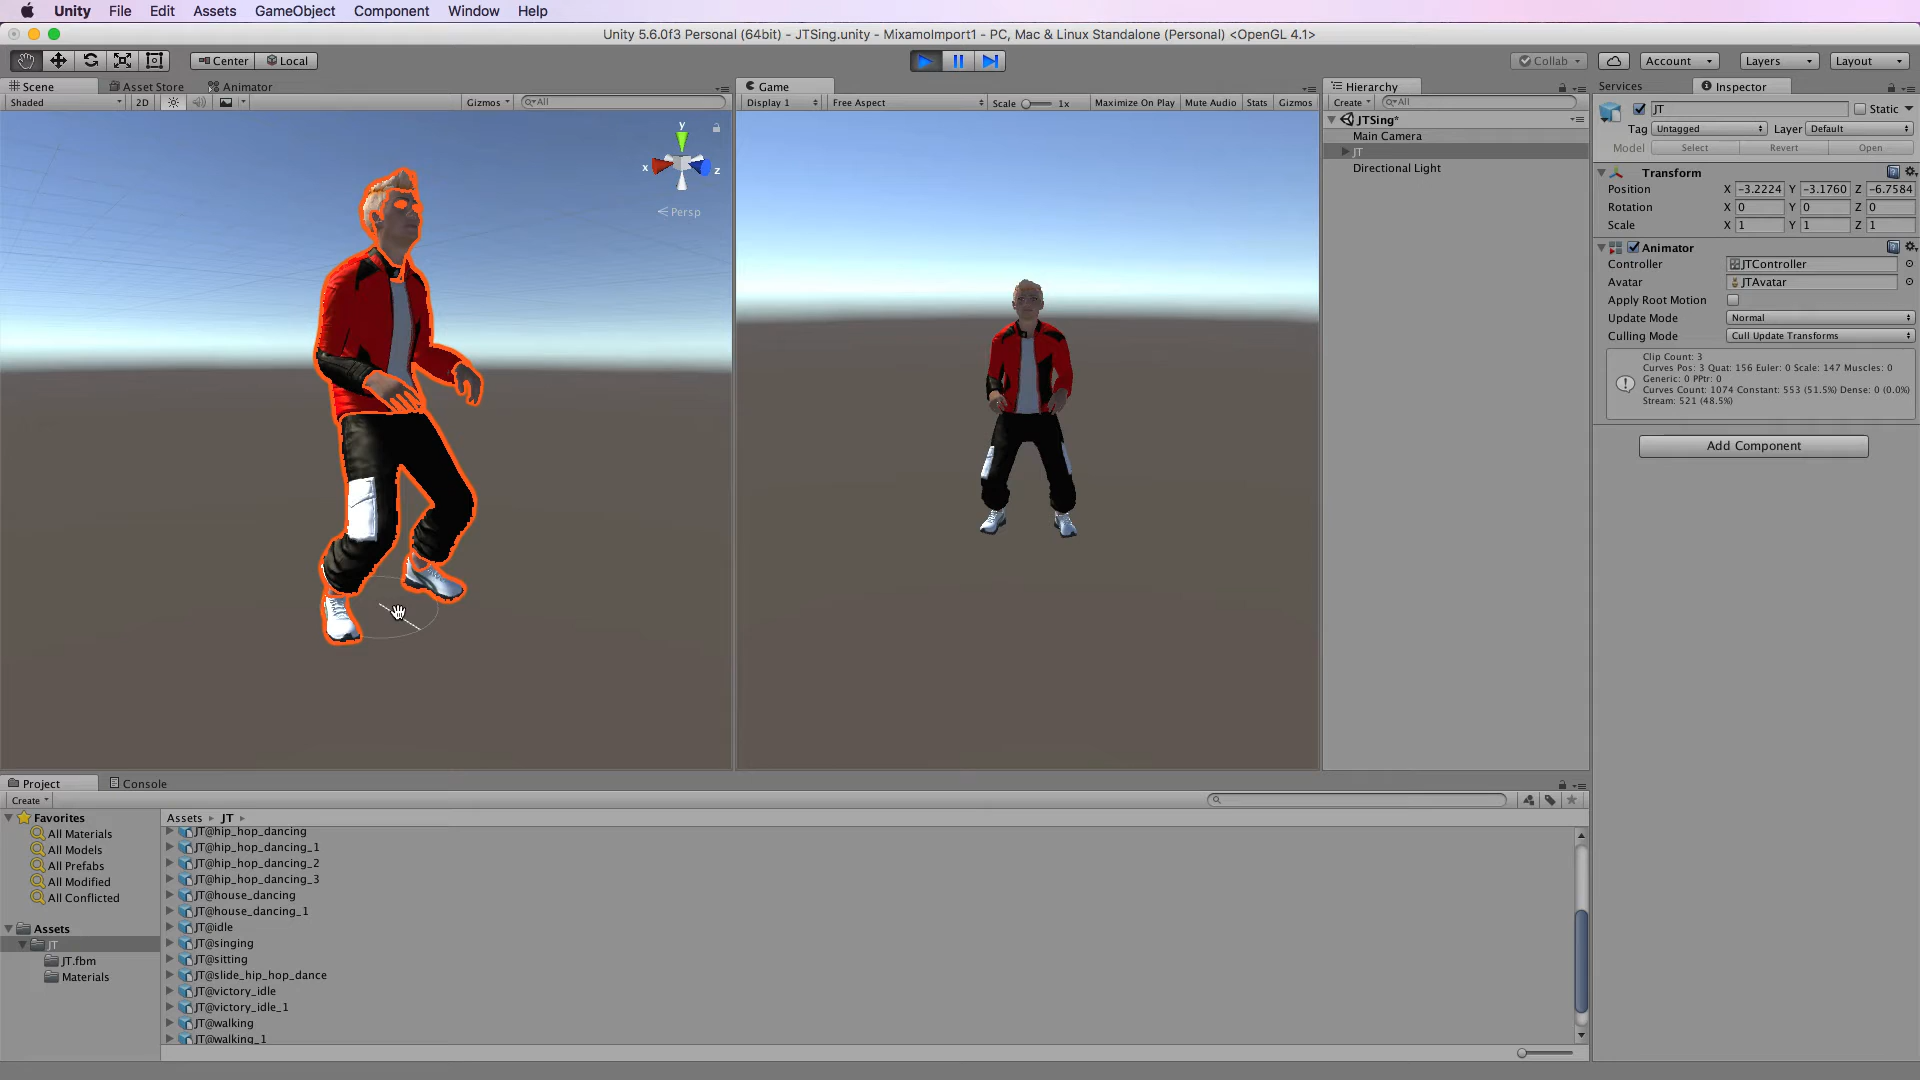 Unity File Edit Assets GameObject Component Window Help
Unity 5.6.0f3 Personal (64bit) - JTSing.unity - MixamoImport1 - PC, Mac & Linux Standalone (Personal) <OpenGL 4.1>
Center Local Collab Account Layers Layout
Scene Asset Store Animator
Shaded 2D Gizmos All
y
x z
Persp
Game
Display 1 Free Aspect Scale 1x Maximize On Play Mute Audio Stats Gizmos
Hierarchy
Create All
JTSing*
Main Camera
JT
Directional Light
Services Inspector
JT Static
Tag Untagged Layer Default
Model Select Revert Open
Transform
Position X -3.2224 Y -3.1760 Z -6.7584
Rotation X 0 Y 0 Z 0
Scale X 1 Y 1 Z 1
Animator
Controller JTController
Avatar JTAvatar
Apply Root Motion
Update Mode Normal
Culling Mode Cull Update Transforms
Clip Count: 3
Curves Pos: 3 Quat: 156 Euler: 0 Scale: 147 Muscles: 0
Generic: 0 PPtr: 0
Curves Count: 1074 Constant: 553 (51.5%) Dense: 0 (0.0%)
Stream: 521 (48.5%)
Add Component
Project Console
Create
Favorites
All Materials
All Models
All Prefabs
All Modified
All Conflicted
Assets
JT
JT.fbm
Materials
Assets JT
JT@hip_hop_dancing
JT@hip_hop_dancing_1
JT@hip_hop_dancing_2
JT@hip_hop_dancing_3
JT@house_dancing
JT@house_dancing_1
JT@idle
JT@singing
JT@sitting
JT@slide_hip_hop_dance
JT@victory_idle
JT@victory_idle_1
JT@walking
JT@walking_1